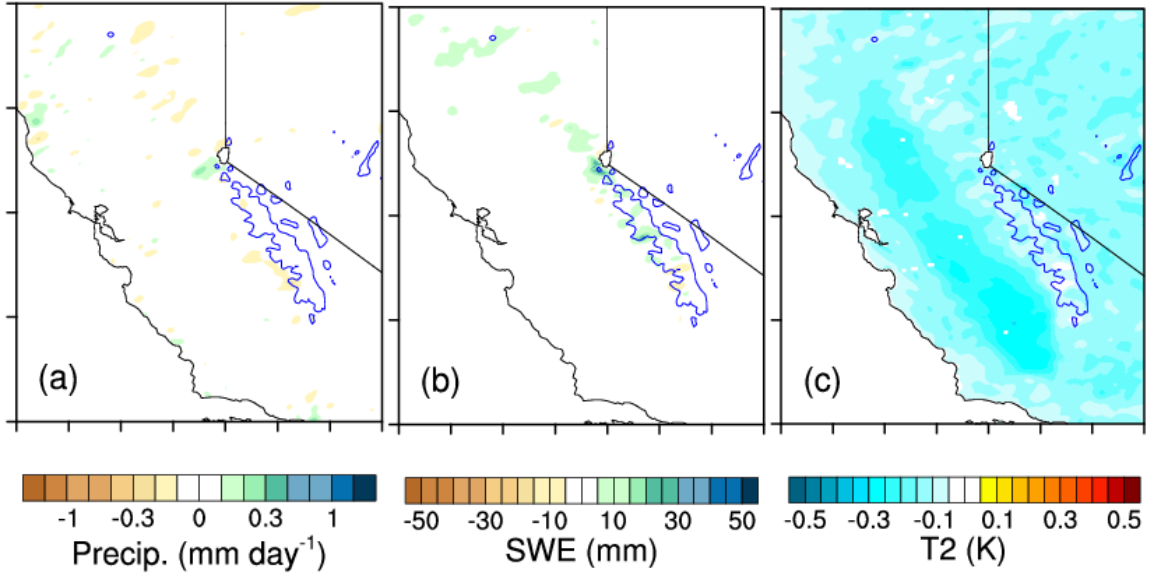 (a)
(b)
(c)
-1 -0.3 0 0.3 1
Precip. (mm day⁻¹)
-50 -30 -10 10 30 50
SWE (mm)
-0.5 -0.3 -0.1 0.1 0.3 0.5
T2 (K)